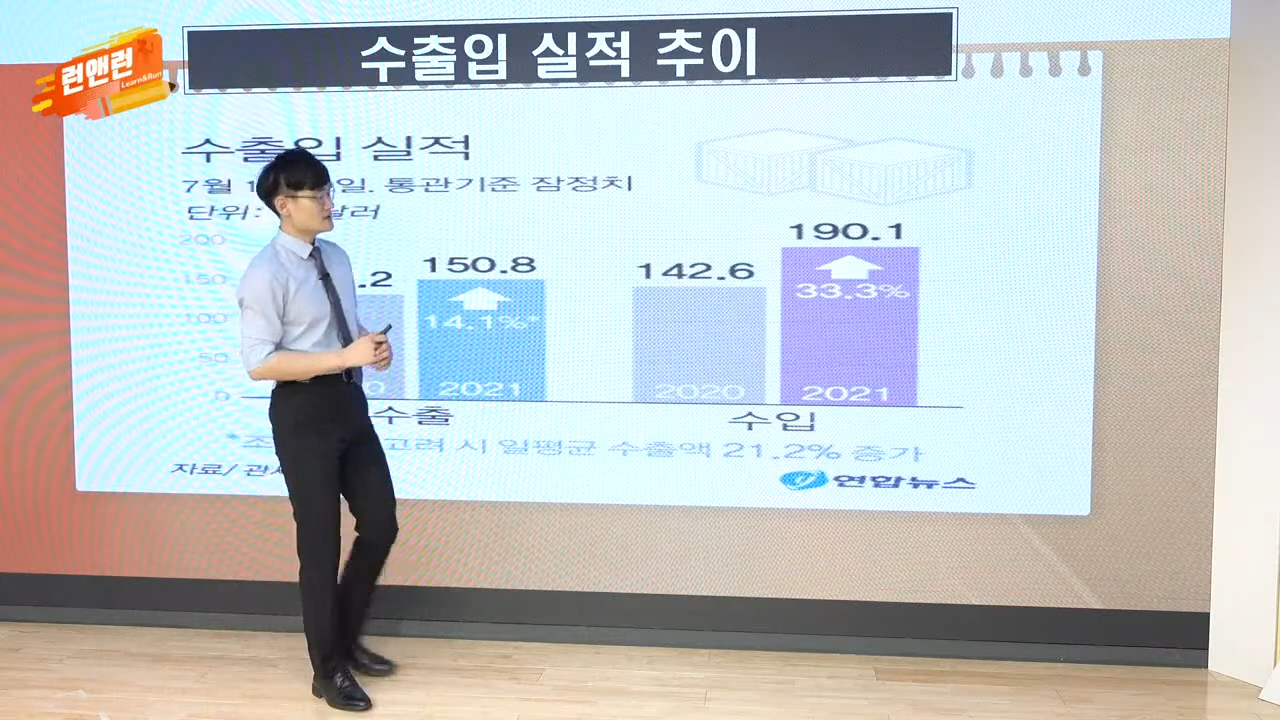 런앤런
Learn&Run
수출입 실적 추이
수출입 실적
7월 1 일. 통관기준 잠정치
단위: 달러
200
150
100
50
0
.2
150.8
14.1%*
2021
수출
142.6
2020
190.1
33.3%
2021
수입
고려 시 일평균 수출액 21.2% 증가
자료/
연합뉴스